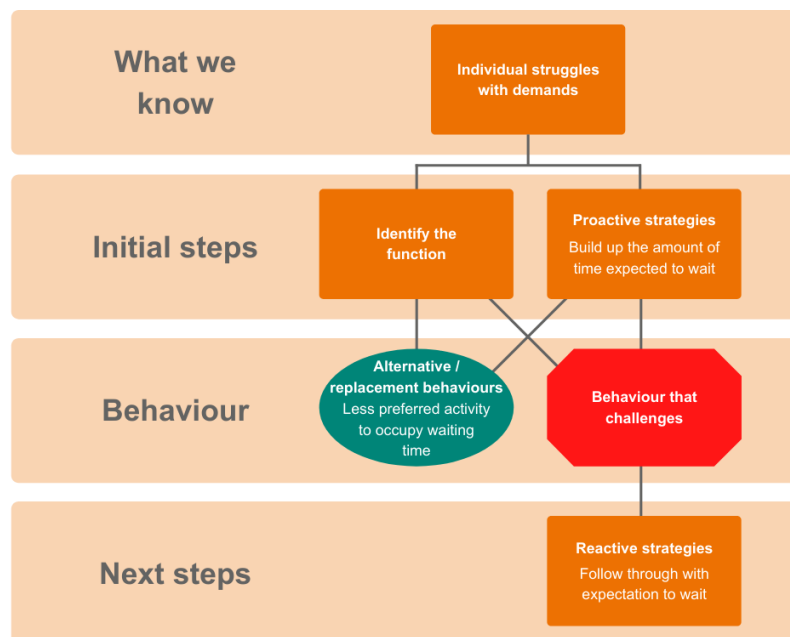 What we
know
Individual struggles
with demands
Initial steps
Identify the
function
Proactive strategies
Build up the amount of
time expected to wait
Behaviour
Alternative /
replacement behaviours
Less preferred activity
to occupy waiting
time
Behaviour that
challenges
Next steps
Reactive strategies
Follow through with
expectation to wait